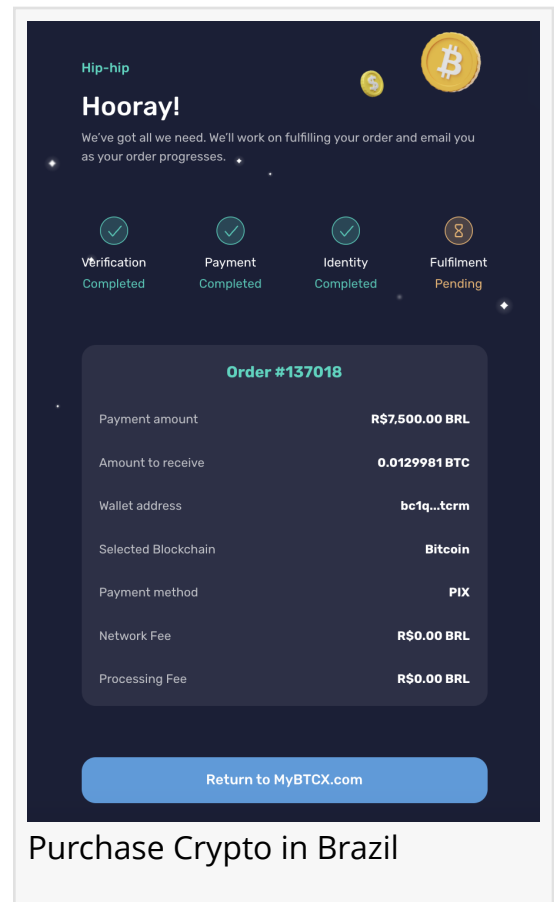 Hip-hip
Hooray!
We've got all we need. We'll work on fulfilling your order and email you
as your order progresses.
Verification Payment Identity Fulfilment
Completed Completed Completed Pending
Order #137018
Payment amount R$7,500.00 BRL
Amount to receive 0.0129981 BTC
Wallet address bc1q...tcrm
Selected Blockchain Bitcoin
Payment method PIX
Network Fee R$0.00 BRL
Processing Fee R$0.00 BRL
Return to MyBTCX.com
Purchase Crypto in Brazil